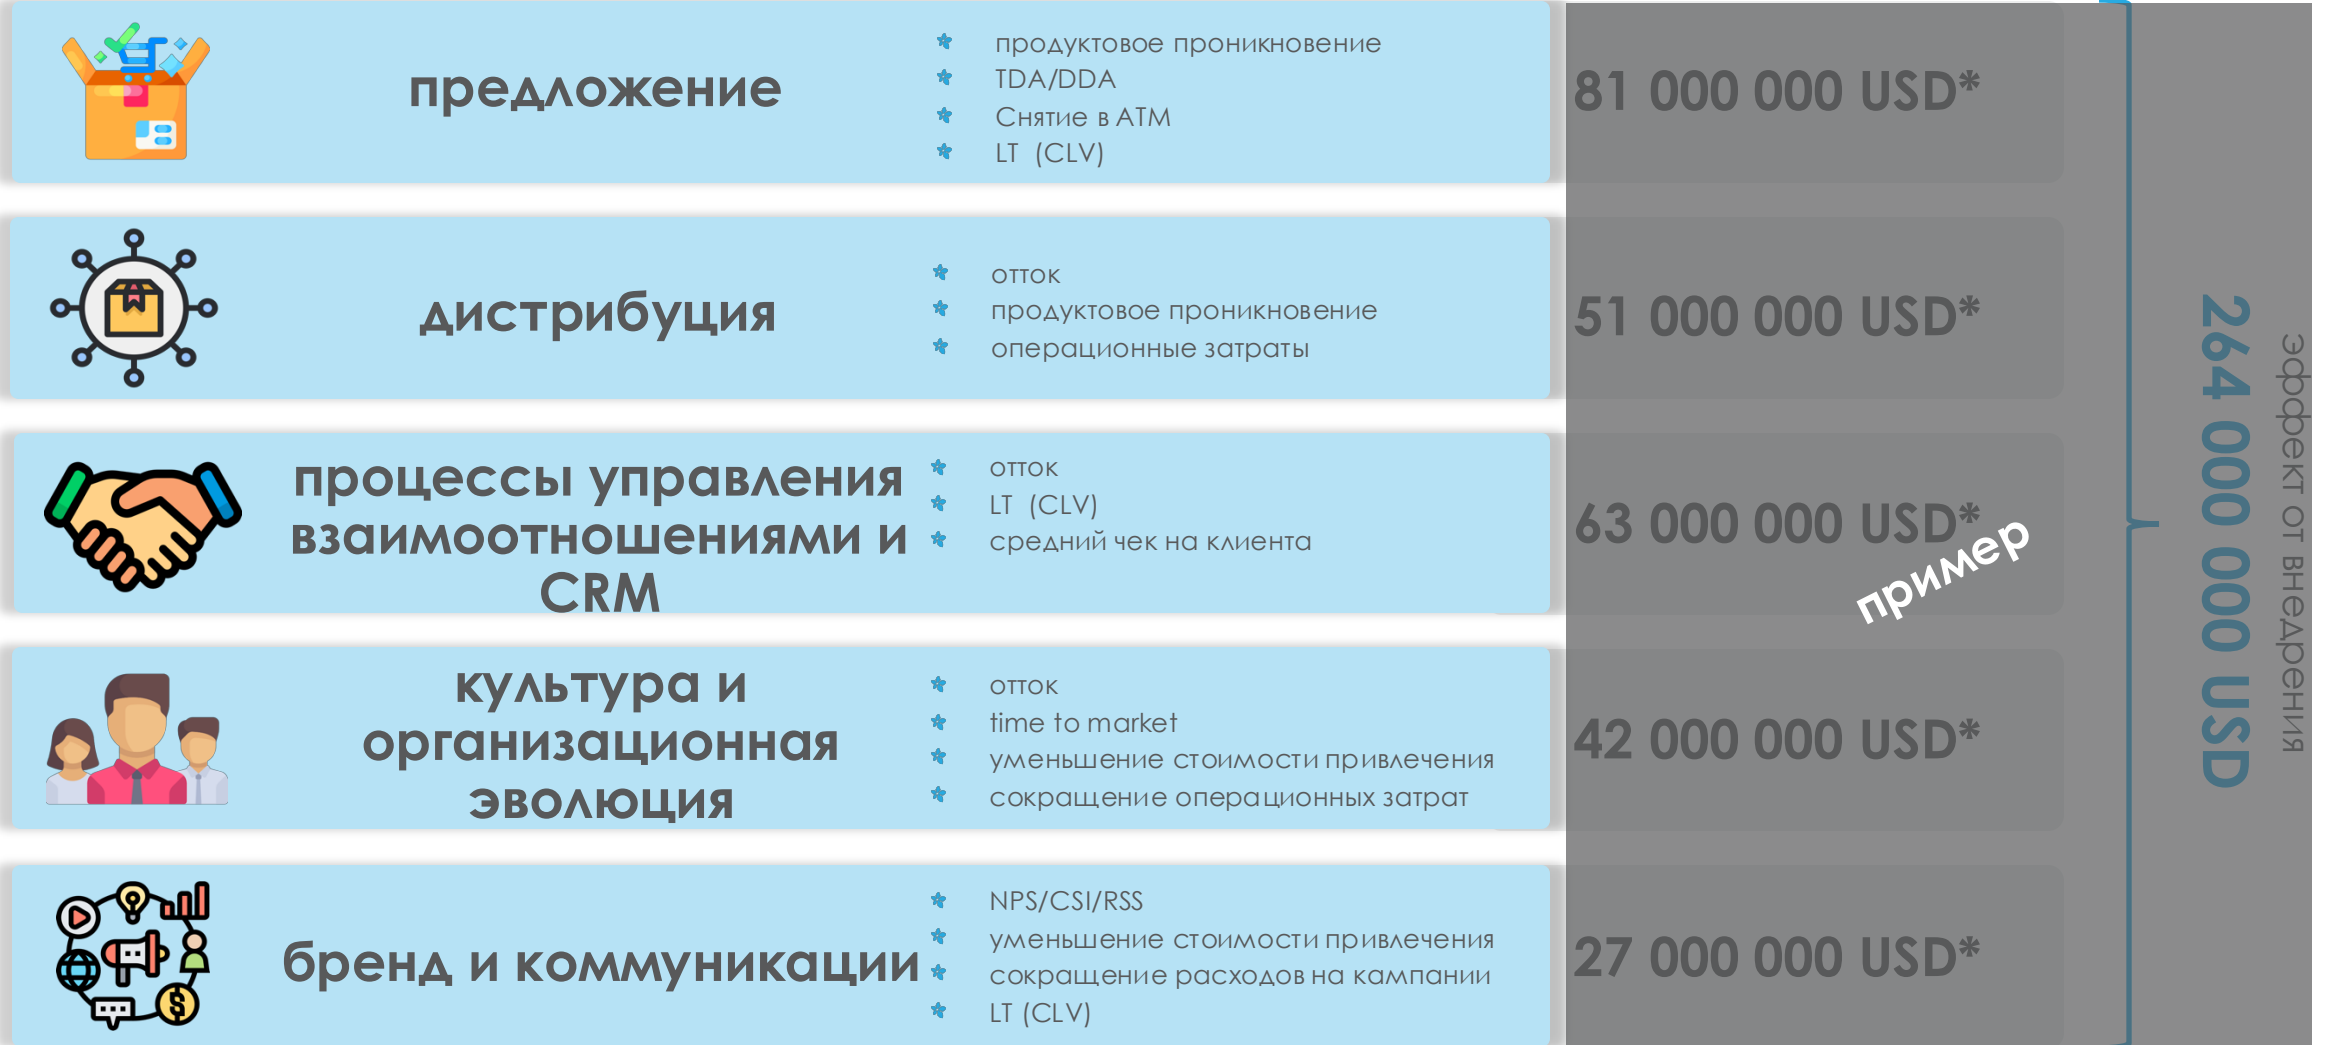 предложение
продуктовое проникновение
TDA/DDA
Снятие в ATM
LT (CLV)
81 000 000 USD*
дистрибуция
отток
продуктовое проникновение
операционные затраты
51 000 000 USD*
процессы управления
взаимоотношениями и
CRM
отток
LT (CLV)
средний чек на клиента
63 000 000 USD*
пример
культура и
организационная
эволюция
отток
time to market
уменьшение стоимости привлечения
сокращение операционных затрат
42 000 000 USD*
бренд и коммуникации
NPS/CSI/RSS
уменьшение стоимости привлечения
сокращение расходов на кампании
LT (CLV)
27 000 000 USD*
эффект от внедрения
264 000 000 USD